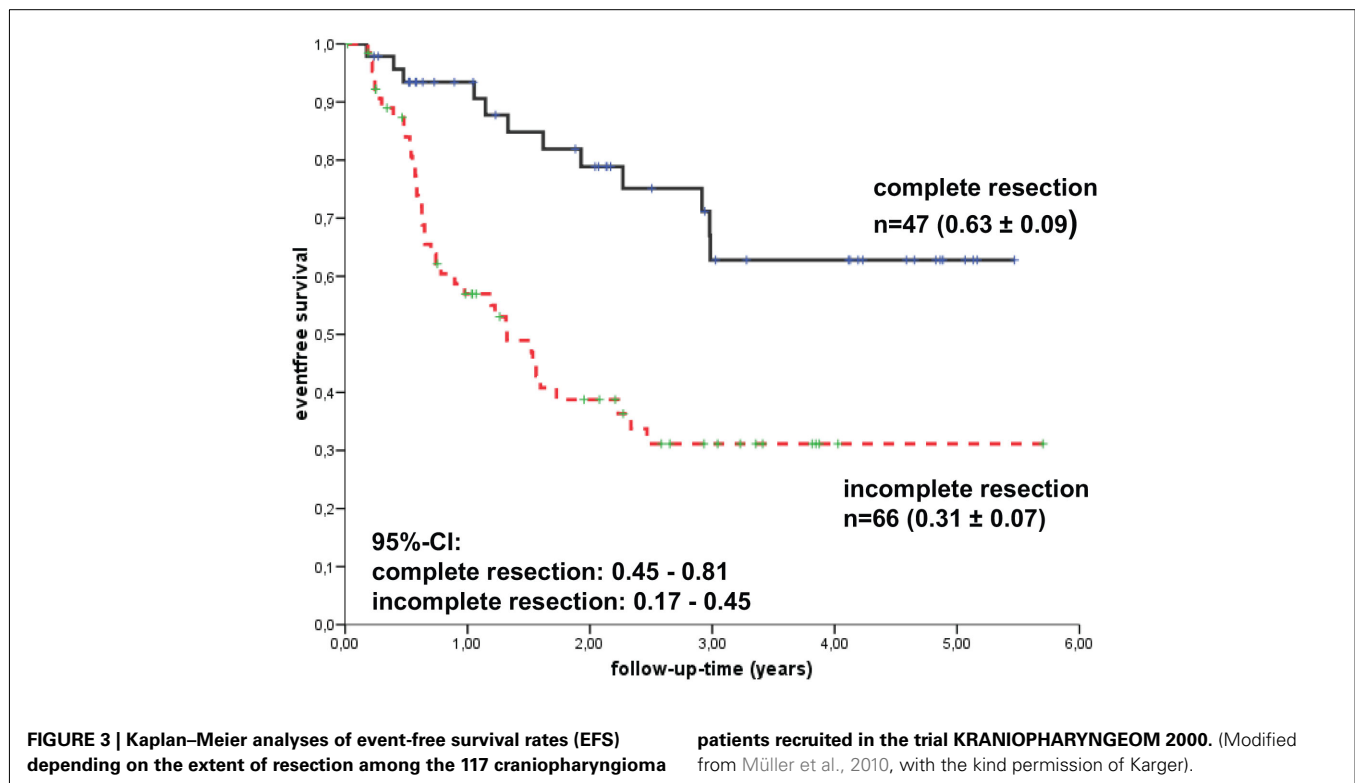 1,0
0,9
0,8
0,7
0,6
0,5
0,4
0,3
0,2
0,1
0,0
eventfree survival
complete resection
n=47 (0.63 ± 0.09)
incomplete resection
n=66 (0.31 ± 0.07)
95%-CI:
complete resection: 0.45 - 0.81
incomplete resection: 0.17 - 0.45
0,00 1,00 2,00 3,00 4,00 5,00 6,00
follow-up-time (years)
FIGURE 3 | Kaplan–Meier analyses of event-free survival rates (EFS)
depending on the extent of resection among the 117 craniopharyngioma
patients recruited in the trial KRANIOPHARYNGEOM 2000. (Modified
from Müller et al., 2010, with the kind permission of Karger).